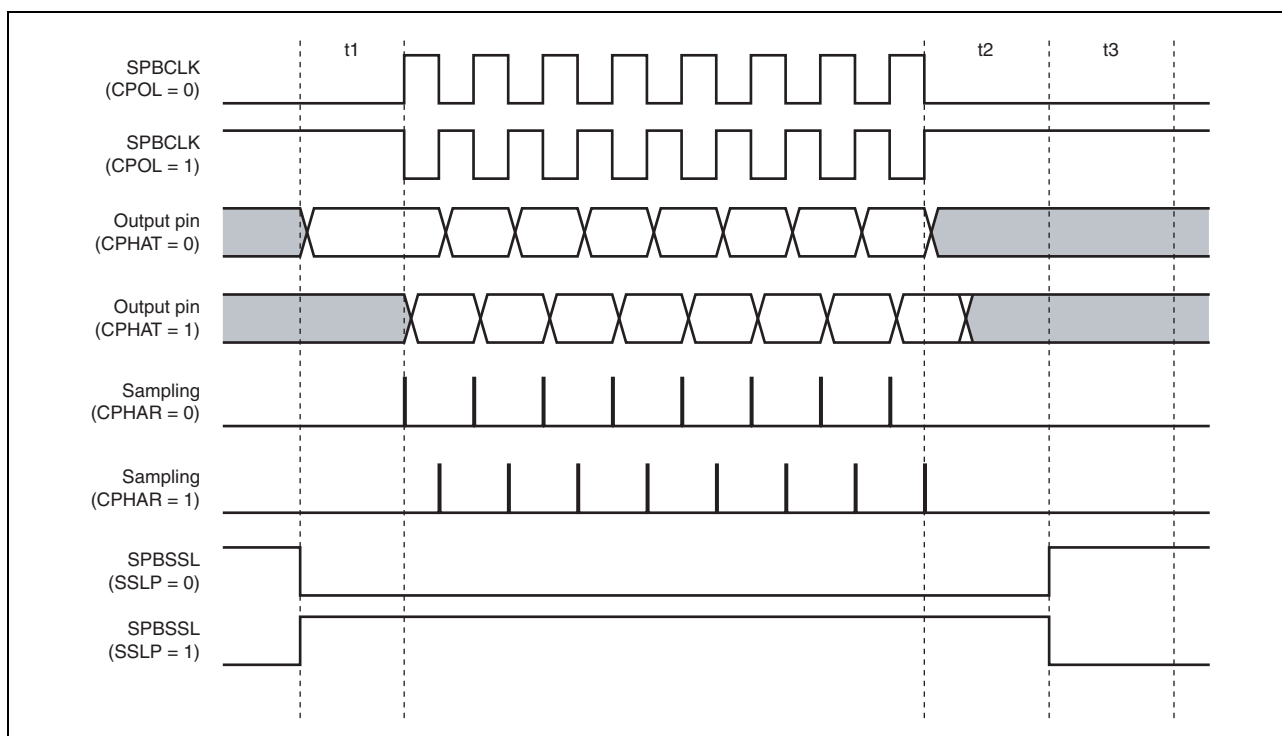 t1
t2
t3
SPBCLK
(CPOL = 0)
SPBCLK
(CPOL = 1)
Output pin
(CPHAT = 0)
Output pin
(CPHAT = 1)
Sampling
(CPHAR = 0)
Sampling
(CPHAR = 1)
SPBSSL
(SSLP = 0)
SPBSSL
(SSLP = 1)